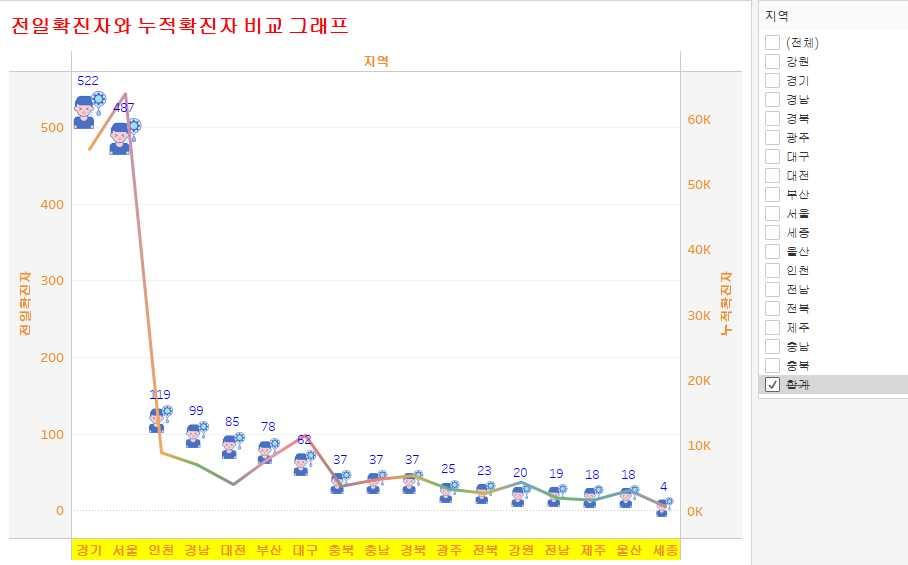 전일확진자와 누적확진자 비교 그래프
지역
522
487
119
99
85
78
62
37
37
37
25
23
20
19
18
18
4
500
400
300
200
100
0
전일확진자
60K
50K
40K
30K
20K
10K
0K
누적확진자
경기 서울 인천 경남 대전 부산 대구 충북 충남 경북 광주 전북 강원 전남 제주 울산 세종
지역
(전체)
강원
경기
경남
경북
광주
대구
대전
부산
서울
세종
울산
인천
전남
전북
제주
충남
충북
합계